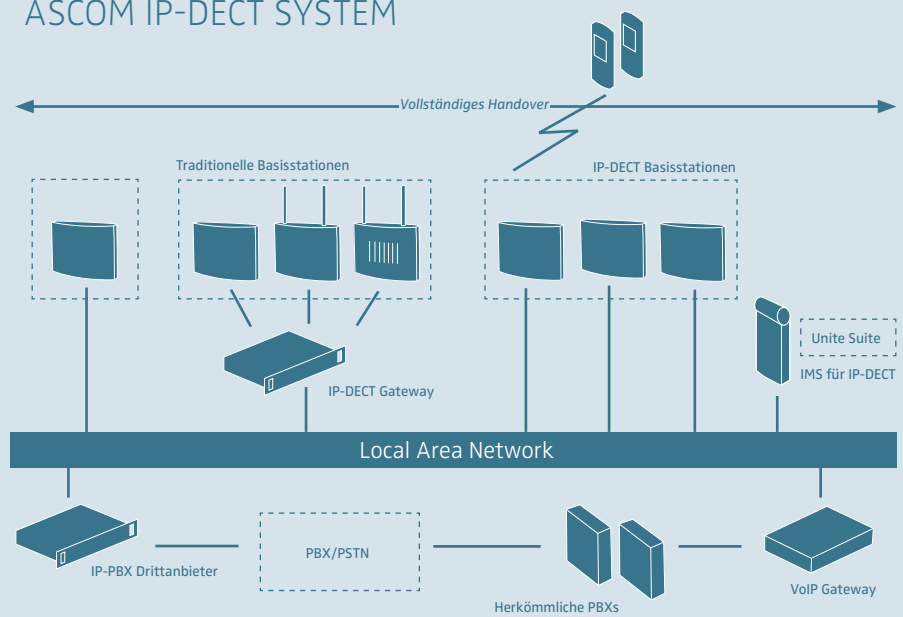 ASCOM IP-DECT SYSTEM
Vollständiges Handover
Traditionelle Basisstationen
IP-DECT Basisstationen
Unite Suite
IMS für IP-DECT
IP-DECT Gateway
Local Area Network
PBX/PSTN
IP-PBX Drittanbieter
VoIP Gateway
Herkömmliche PBXs